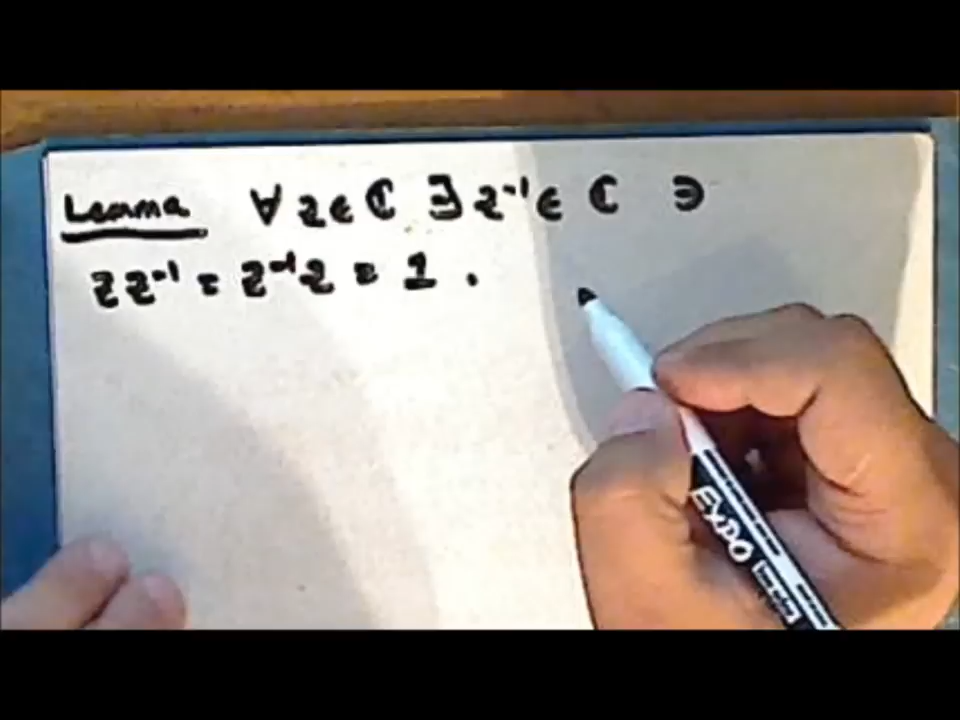 Lemma ∀ z ∈ ℂ ∃ z⁻¹ ∈ ℂ ∋
z z⁻¹ = z⁻¹ z = 1 .
EXPO